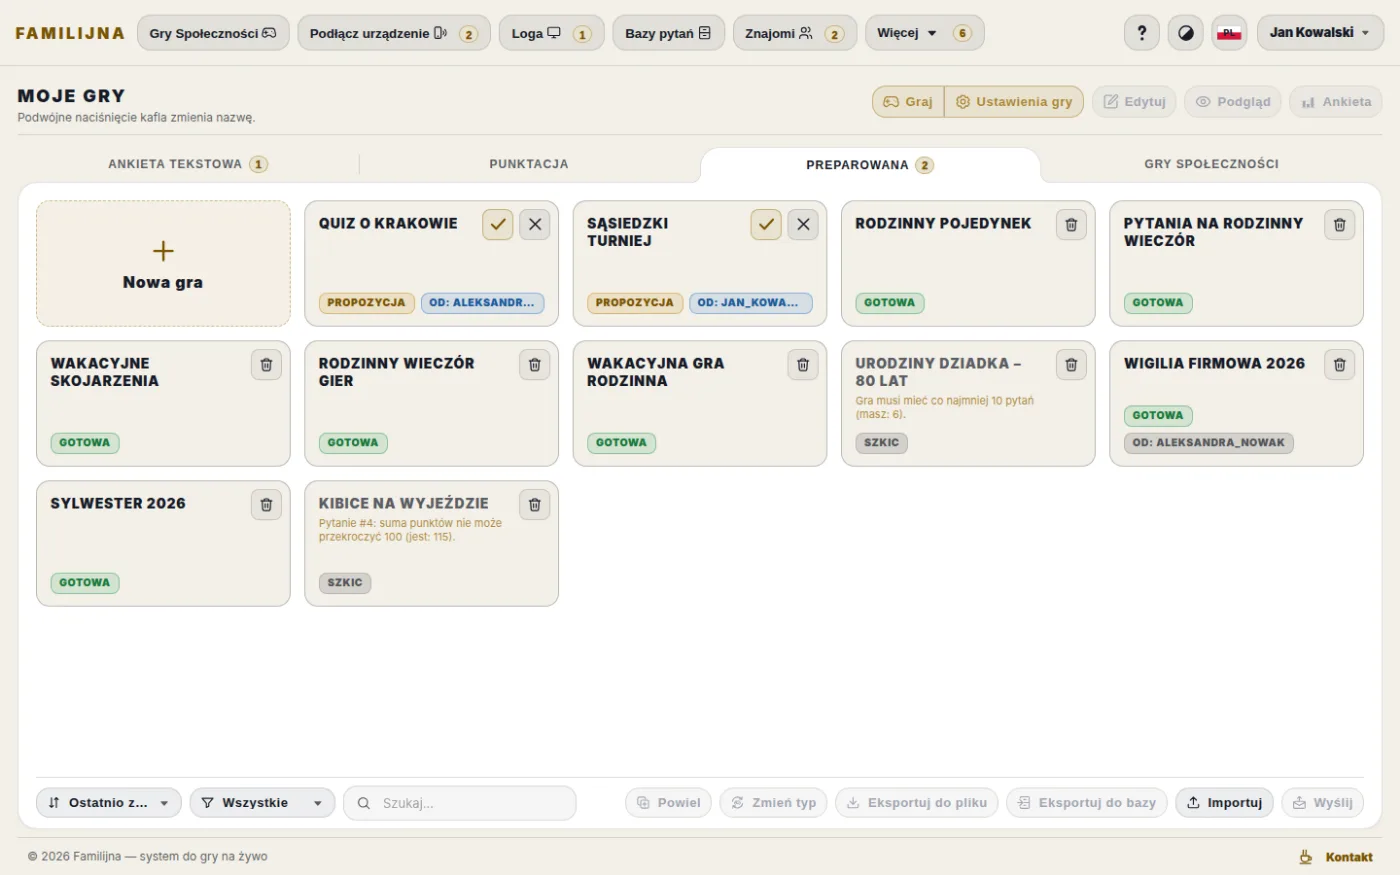 FAMILIJNA
Gry Społeczności
Podłącz urządzenie 2
Loga 1
Bazy pytań
Znajomi 2
Więcej 6
?
PL
Jan Kowalski
MOJE GRY
Podwójne naciśnięcie kafla zmienia nazwę.
Graj
Ustawienia gry
Edytuj
Podgląd
Ankieta
ANKIETA TEKSTOWA 1
PUNKTACJA
PREPAROWANA 2
GRY SPOŁECZNOŚCI
Nowa gra
QUIZ O KRAKOWIE
PROPOZYCJA
OD: ALEKSANDR...
SĄSIEDZKI
TURNIEJ
PROPOZYCJA
OD: JAN_KOWA...
RODZINNY POJEDYNEK
GOTOWA
PYTANIA NA RODZINNY
WIECZÓR
GOTOWA
WAKACYJNE
SKOJARZENIA
GOTOWA
RODZINNY WIECZÓR
GIER
GOTOWA
WAKACYJNA GRA
RODZINNA
GOTOWA
URODZINY DZIADKA –
80 LAT
Gra musi mieć co najmniej 10 pytań
(masz: 6).
SZKIC
WIGILIA FIRMOWA 2026
GOTOWA
OD: ALEKSANDRA_NOWAK
SYLWESTER 2026
GOTOWA
KIBICE NA WYJEŹDZIE
Pytanie #4: suma punktów nie może
przekroczyć 100 (jest: 115).
SZKIC
Ostatnio z...
Wszystkie
Szukaj...
Powiel
Zmień typ
Eksportuj do pliku
Eksportuj do bazy
Importuj
Wyślij
© 2026 Familijna — system do gry na żywo
Kontakt